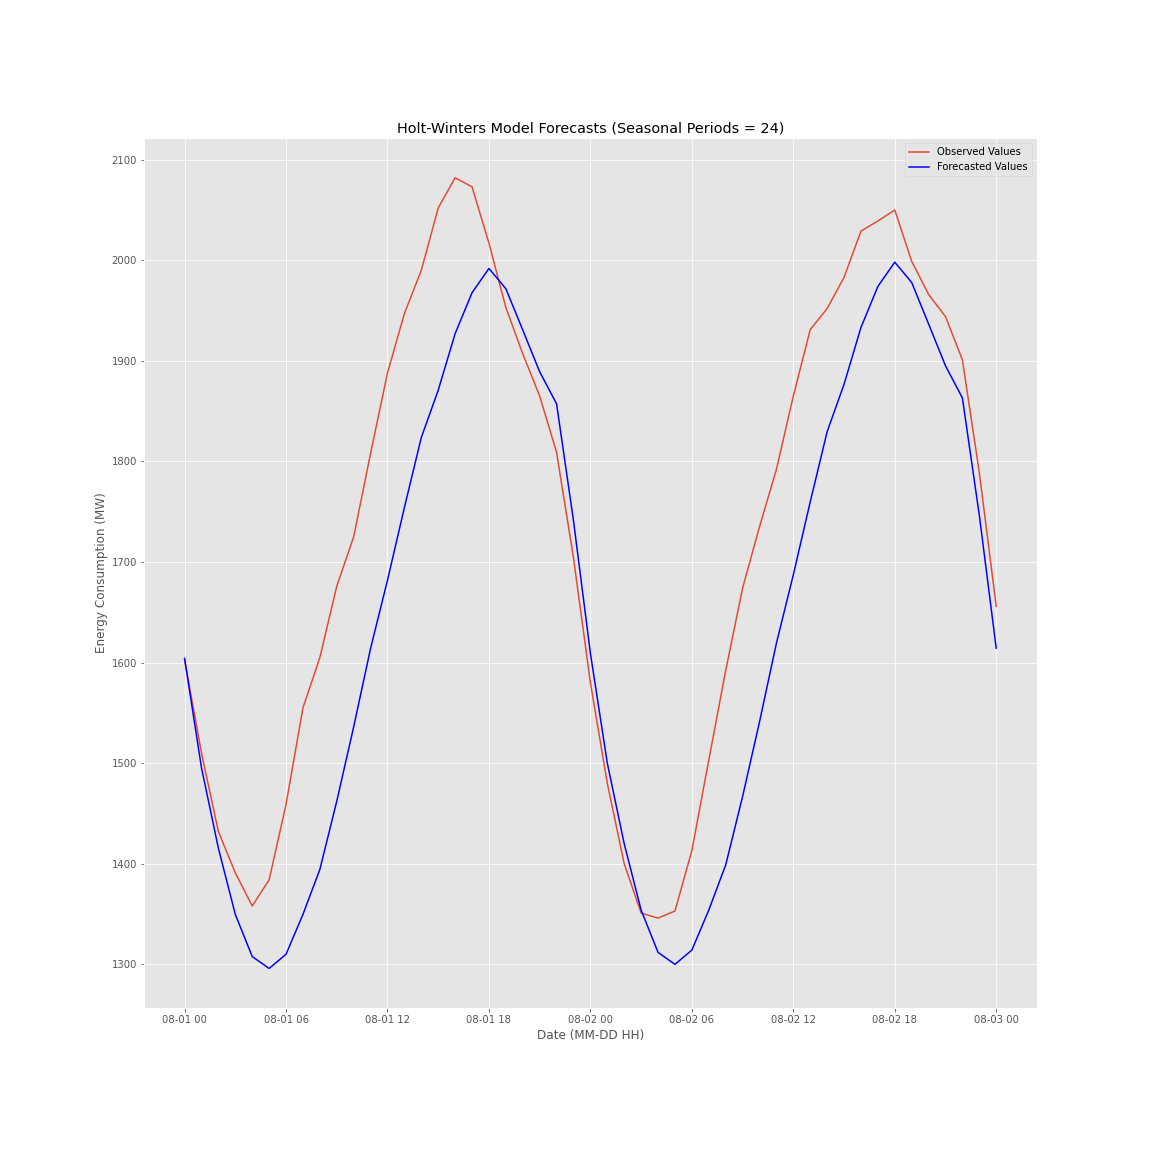 Holt-Winters Model Forecasts (Seasonal Periods = 24)
Observed Values
Forecasted Values
2100
2000
1900
1800
1700
1600
1500
1400
1300
Energy Consumption (MW)
08-01 00 08-01 06 08-01 12 08-01 18 08-02 00 08-02 06 08-02 12 08-02 18 08-03 00
Date (MM-DD HH)